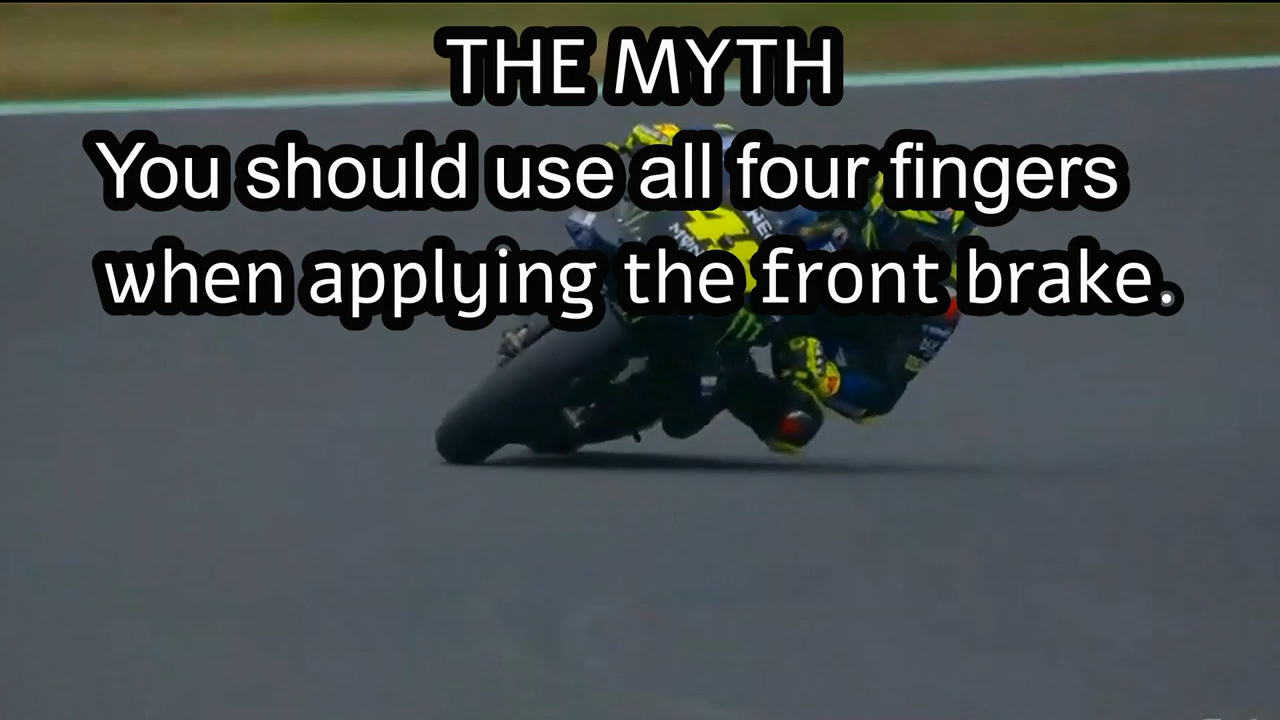 THE MYTH
You should use all four fingers
when applying the front brake.